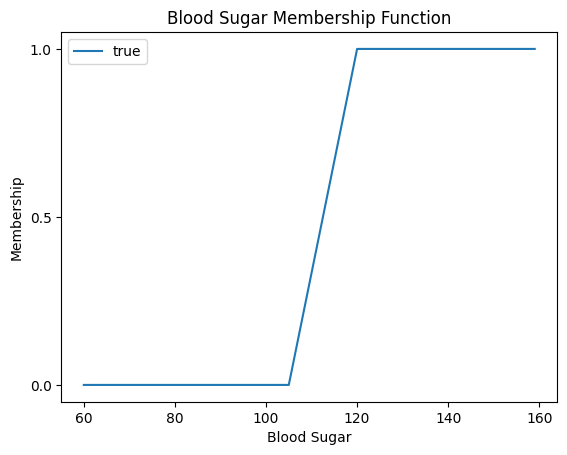 Blood Sugar Membership Function
true
1.0
0.5
0.0
Membership
60 80 100 120 140 160
Blood Sugar